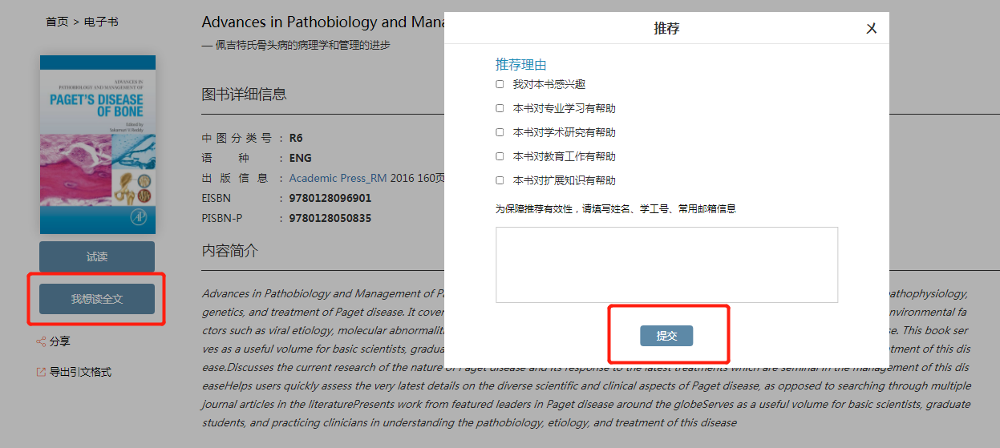 首页 > 电子书
Advances in Pathobiology and Mana
— 佩吉特氏骨头病的病理学和管理的进步
ADVANCES IN
PATHOBIOLOGY AND MANAGEMENT OF
PAGET'S DISEASE
OF BONE
Edited by
Sakamuri V. Reddy
AP
试读
我想读全文
分享
导出引文格式
图书详细信息
中图分类号 : R6
语 种 : ENG
出版信息 : Academic Press_RM 2016 160页
EISBN : 9780128096901
PISBN-P : 9780128050835
内容简介
Advances in Pathobiology and Management of P athophysiology,
genetics, and treatment of Paget disease. It cover nvironmental fa
ctors such as viral etiology, molecular abnormaliti se. This book ser
ves as a useful volume for basic scientists, gradua tment of this dis
ease.Discusses the current research of the nature of Paget disease and its response to the latest treatments which are seminal in the management of this dis
easeHelps users quickly assess the very latest details on the diverse scientific and clinical aspects of Paget disease, as opposed to searching through multiple
journal articles in the literaturePresents work from featured leaders in Paget disease around the globeServes as a useful volume for basic scientists, graduate
students, and practicing clinicians in understanding the pathobiology, etiology, and treatment of this disease
推荐
推荐理由
我对本书感兴趣
本书对专业学习有帮助
本书对学术研究有帮助
本书对教育工作有帮助
本书对扩展知识有帮助
为保障推荐有效性，请填写姓名、学工号、常用邮箱信息
提交